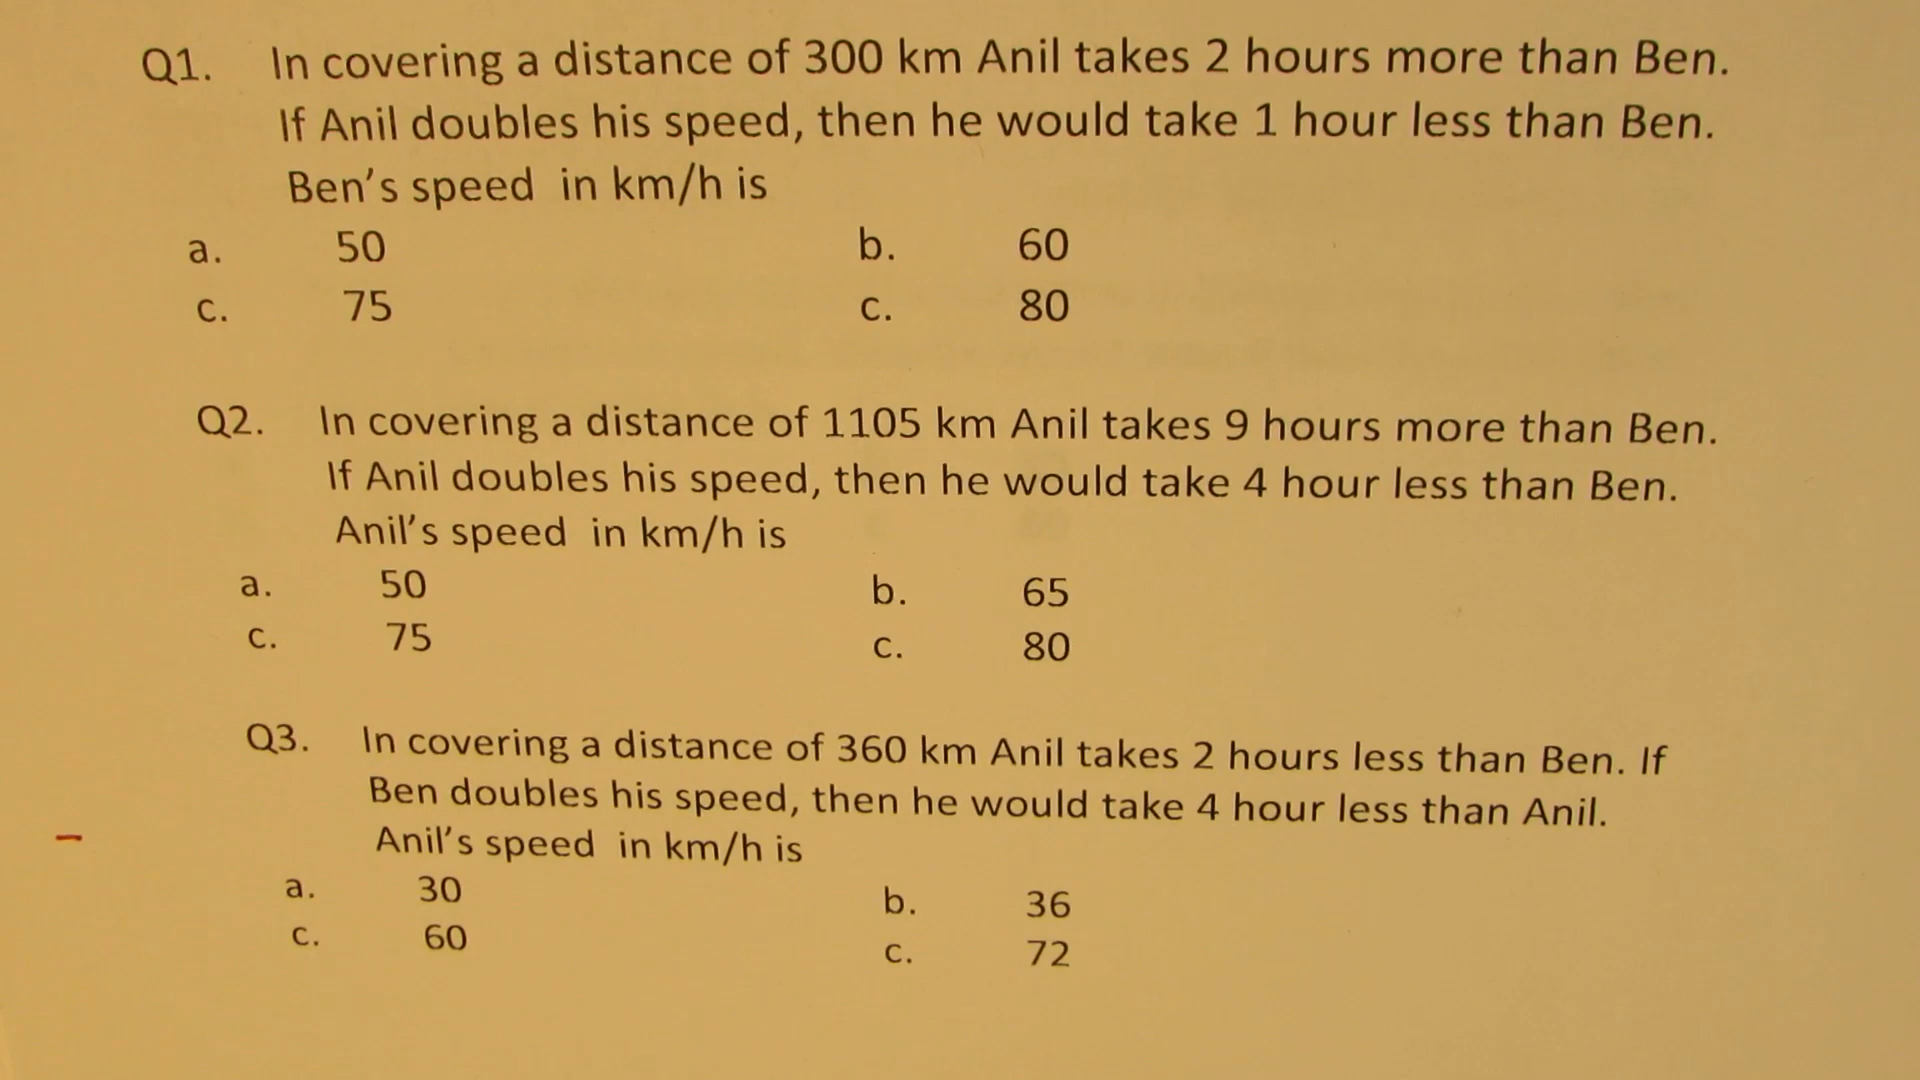 Q1. In covering a distance of 300 km Anil takes 2 hours more than Ben.
If Anil doubles his speed, then he would take 1 hour less than Ben.
Ben's speed in km/h is
a. 50 b. 60
c. 75 c. 80
Q2. In covering a distance of 1105 km Anil takes 9 hours more than Ben.
If Anil doubles his speed, then he would take 4 hour less than Ben.
Anil's speed in km/h is
a. 50 b. 65
c. 75 c. 80
Q3. In covering a distance of 360 km Anil takes 2 hours less than Ben. If
Ben doubles his speed, then he would take 4 hour less than Anil.
Anil's speed in km/h is
a. 30 b. 36
c. 60 c. 72